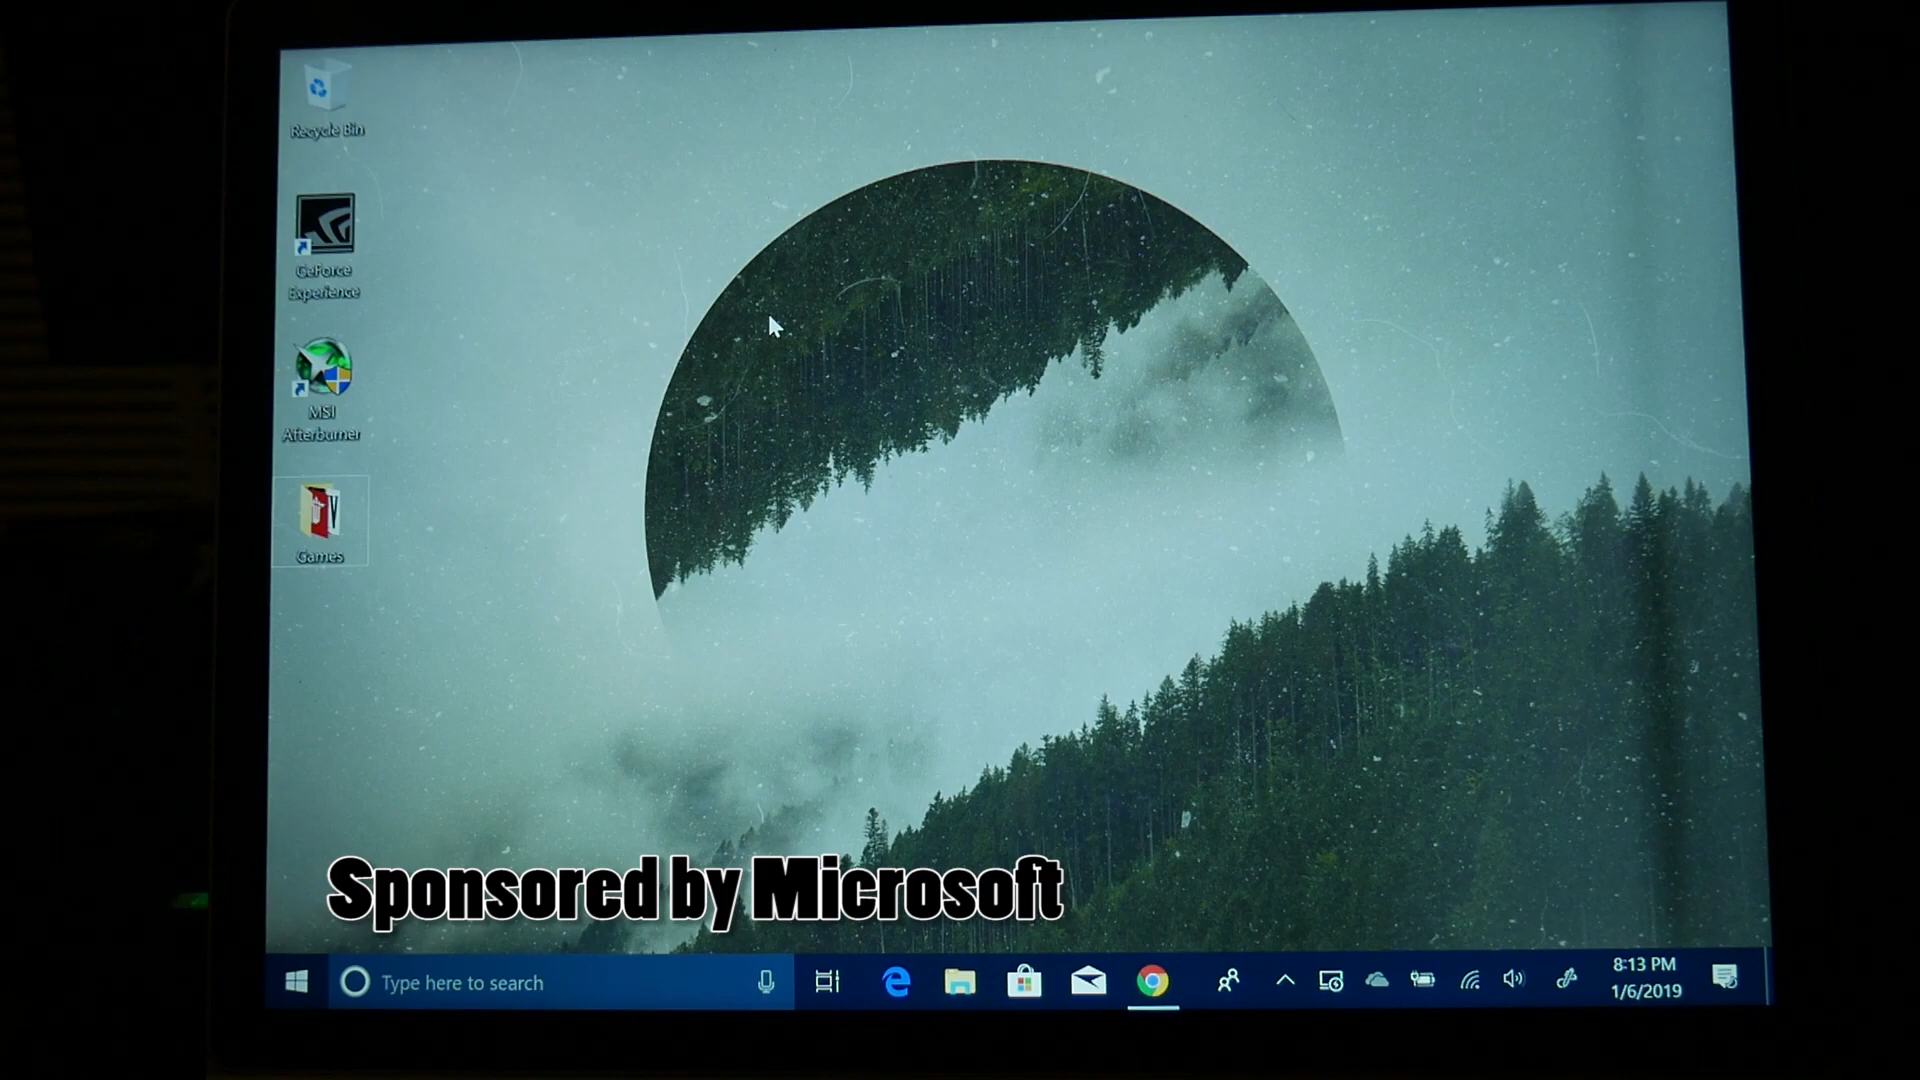 Recycle Bin
GeForce
Experience
MSI
Afterburner
V
Games
Sponsored by Microsoft
Type here to search
8:13 PM
1/6/2019